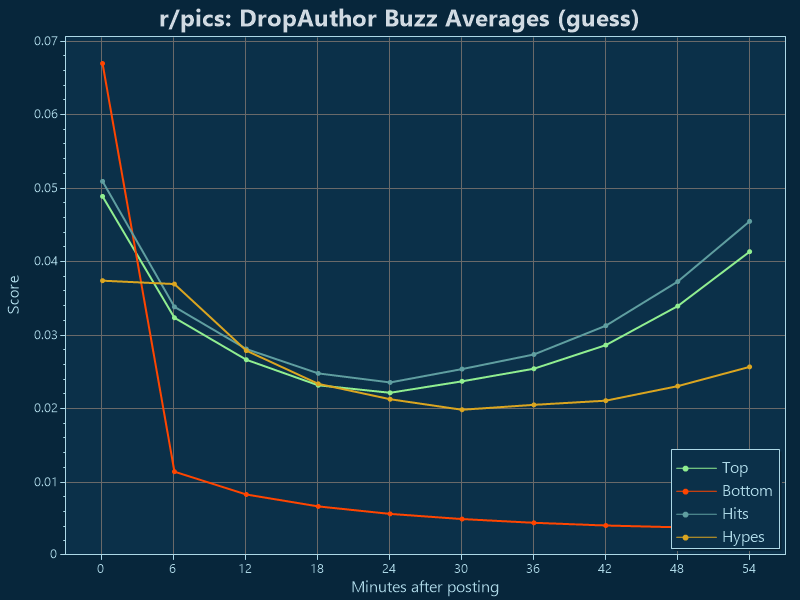 r/pics: DropAuthor Buzz Averages (guess)
0.07
0.06
0.05
0.04
0.03
0.02
0.01
0
Score
0 6 12 18 24 30 36 42 48 54
Minutes after posting
Top
Bottom
Hits
Hypes